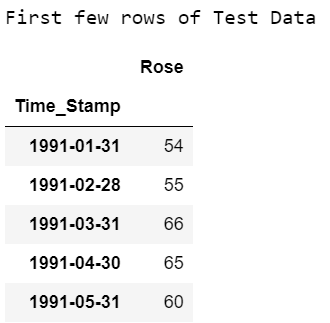 First few rows of Test Data
Rose
Time_Stamp
1991-01-31 54
1991-02-28 55
1991-03-31 66
1991-04-30 65
1991-05-31 60